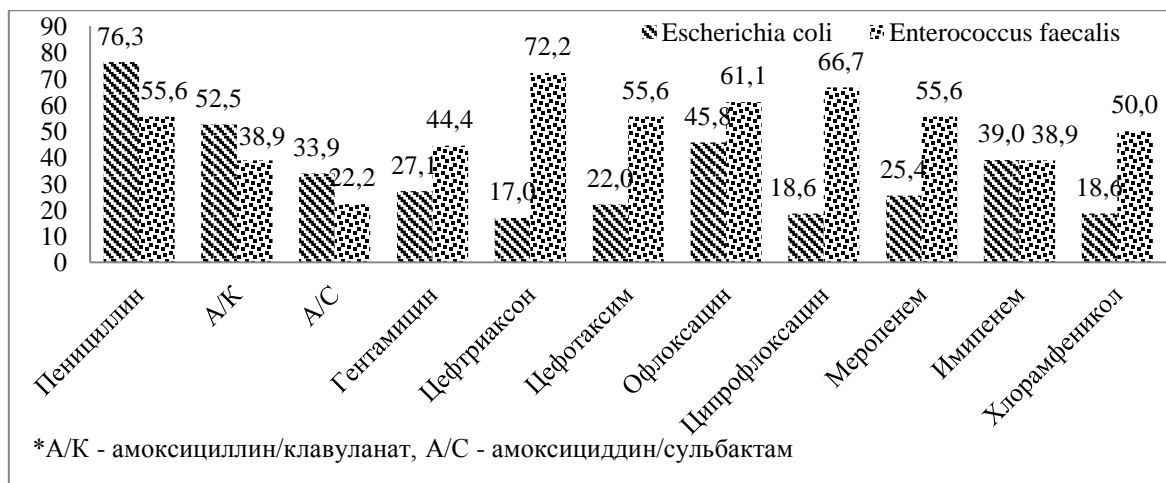 90
80
70
60
50
40
30
20
10
0
Escherichia coli
Enterococcus faecalis
76,3
55,6
52,5
38,9
33,9
22,2
27,1
44,4
17,0
72,2
22,0
55,6
45,8
61,1
18,6
66,7
25,4
55,6
39,0
38,9
18,6
50,0
Пенициллин
А/К
А/С
Гентамицин
Цефтриаксон
Цефотаксим
Офлоксацин
Ципрофлоксацин
Меропенем
Имипенем
Хлорамфеникол
*А/К - амоксициллин/клавуланат, А/С - амоксициддин/сульбактам